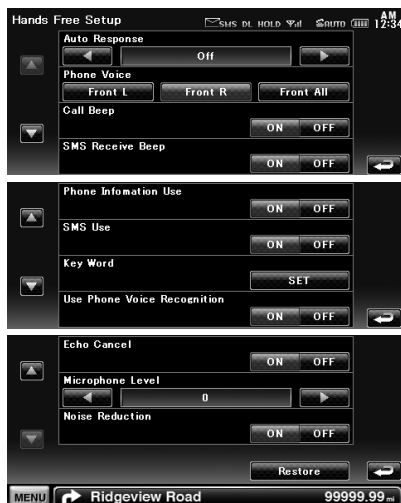 Hands Free Setup SMS DL HOLD AUTO AM 12:34
Auto Response
Off
Phone Voice
Front L Front R Front All
Call Beep
ON OFF
SMS Receive Beep
ON OFF
Phone Infomation Use
ON OFF
SMS Use
ON OFF
Key Word
SET
Use Phone Voice Recognition
ON OFF
Echo Cancel
ON OFF
Microphone Level
0
Noise Reduction
ON OFF
Restore
MENU Ridgeview Road 99999.99 mi